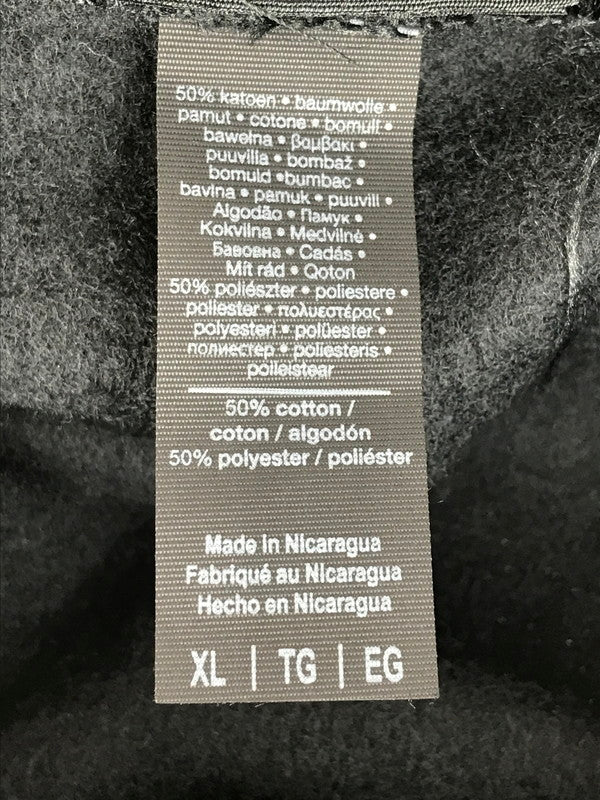 50% katoen • baumwolle •
pamut • cotone • bomull •
bawełna • βαμβάκι •
puuvilla • bombaž •
bomuld •bumbac •
bavlna • pamuk • puuvill •
Algodão • Памук •
Kokvilna • Medvilnė •
Бавовна • Cadás •
Mīt rád • Qoton
50% poliészter • poliestere •
poliester • πολυεστέρας •
polyesteri • polüester •
полиестер • poliesteris •
poileistear
50% cotton /
coton / algodón
50% polyester / poliéster
Made in Nicaragua
Fabriqué au Nicaragua
Hecho en Nicaragua
XL | TG | EG